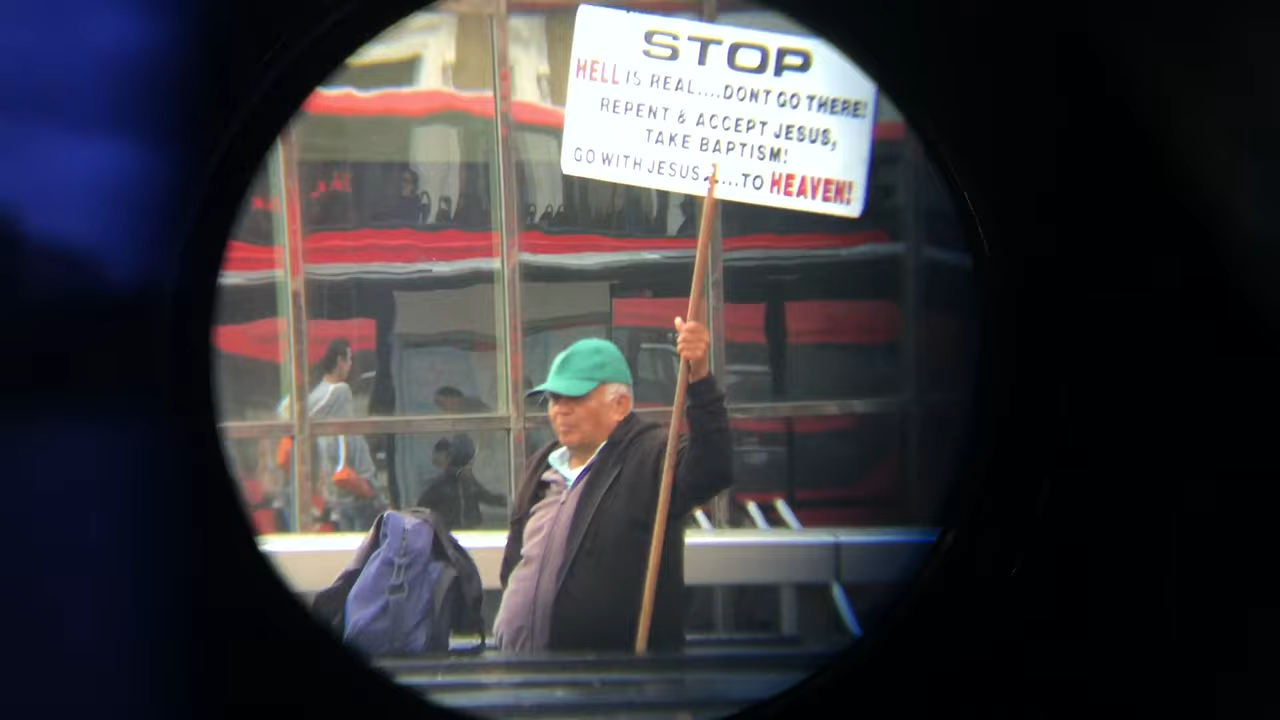 STOP
HELL IS REAL....DONT GO THERE!
REPENT & ACCEPT JESUS,
TAKE BAPTISM!
GO WITH JESUS.....TO HEAVEN!